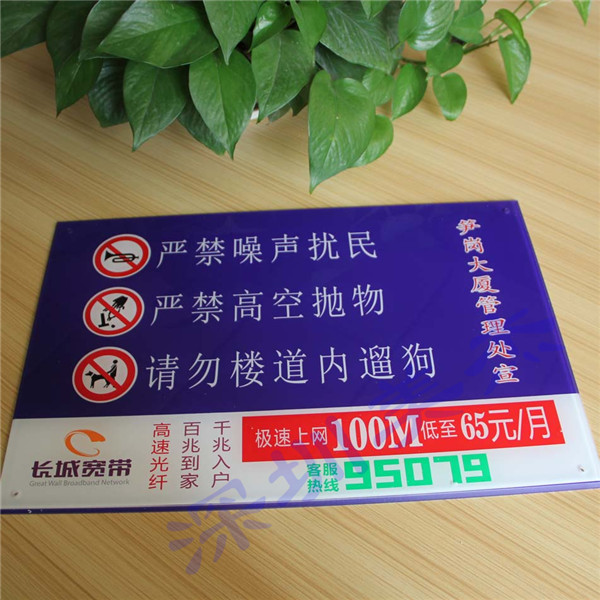 严禁噪声扰民
严禁高空抛物
请勿楼道内遛狗
笋岗大厦管理处宣
长城宽带
Great Wall Broadband Network
高速光纤
百兆到家
千兆入户
极速上网100M低至65元/月
客服热线 95079